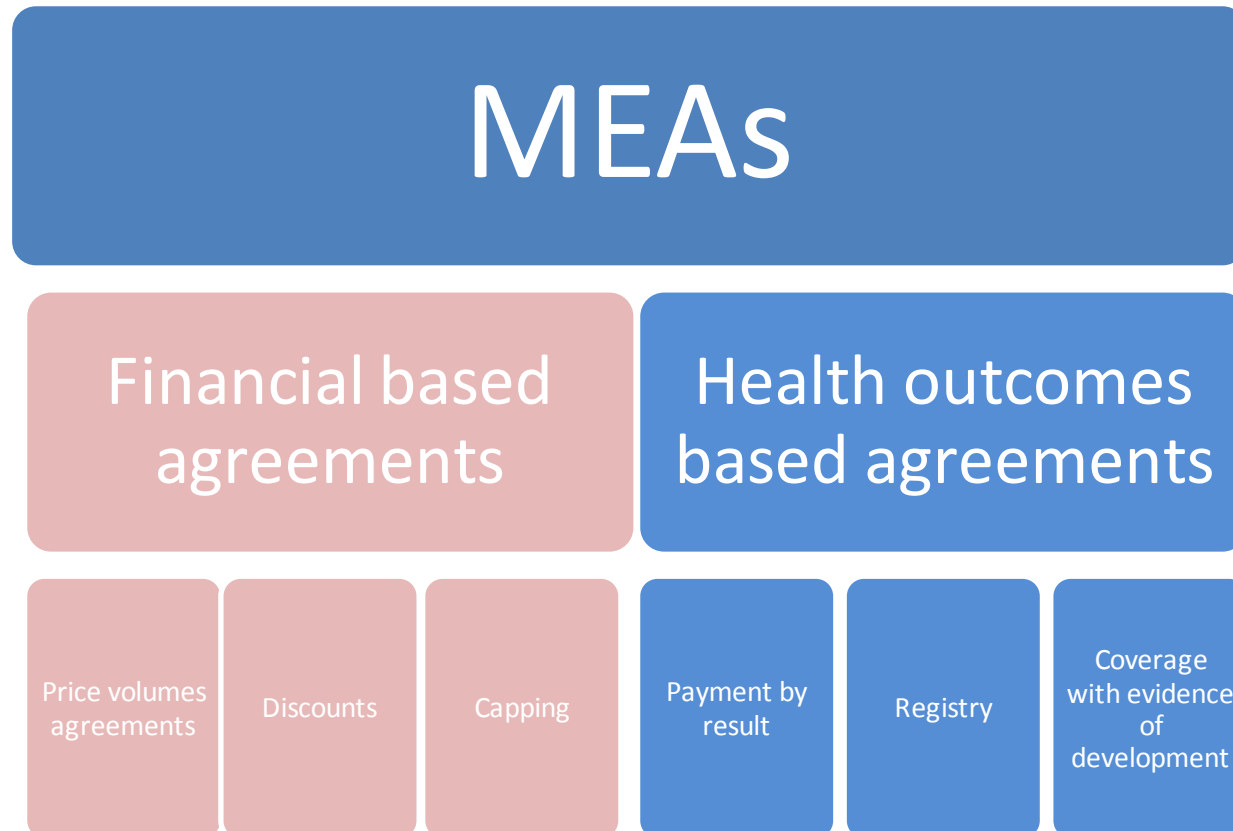 MEAs
Financial based
agreements
Health outcomes
based agreements
Price volumes
agreements
Discounts
Capping
Payment by
result
Registry
Coverage
with evidence
of
development